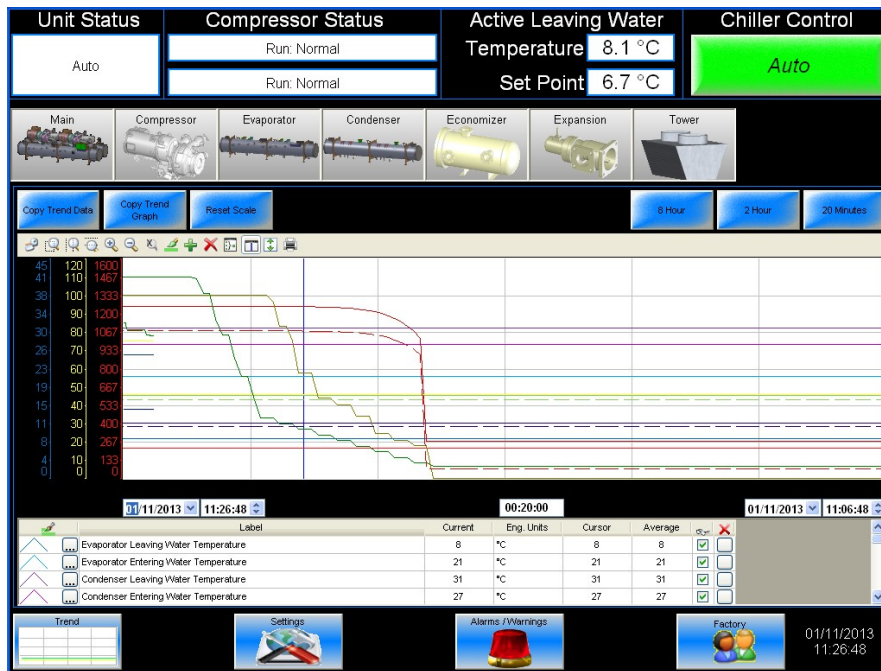 Unit Status
Compressor Status
Active Leaving Water
Chiller Control
Auto
Run: Normal
Run: Normal
Temperature 8.1 °C
Set Point 6.7 °C
Auto
Main
Compressor
Evaporator
Condenser
Economizer
Expansion
Tower
Copy Trend Data
Copy Trend
Graph
Reset Scale
8 Hour
2 Hour
20 Minutes
45 120 1600
41 110 1467
38 100 1333
34 90 1200
30 80 1067
26 70 933
23 60 800
19 50 667
15 40 533
11 30 400
8 20 267
4 10 133
0 0 0
01/11/2013 11:26:48
00:20:00
01/11/2013 11:06:48
Label Current Eng. Units Cursor Average
... Evaporator Leaving Water Temperature 8 °C 8 8
... Evaporator Entering Water Temperature 21 °C 21 21
... Condenser Leaving Water Temperature 31 °C 31 31
... Condenser Entering Water Temperature 27 °C 27 27
Trend
Settings
Alarms / Warnings
Factory
01/11/2013
11:26:48